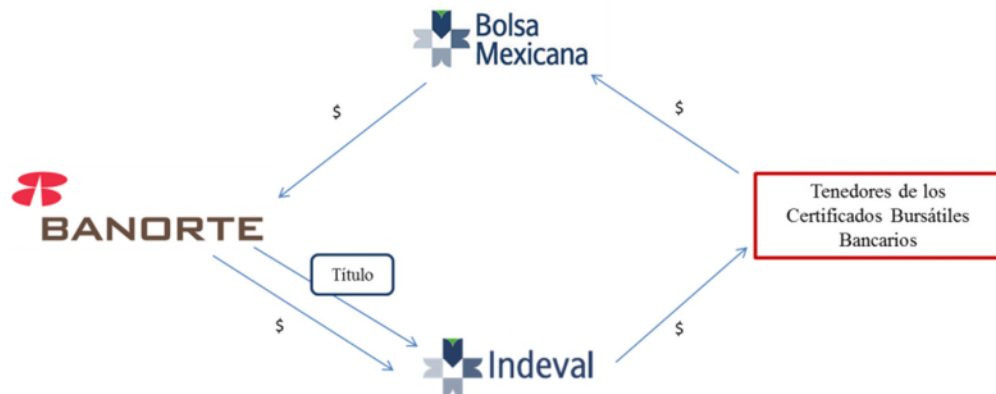 Bolsa
Mexicana
$
$
BANORTE
Tenedores de los
Certificados Bursátiles
Bancarios
Título
$
$
Indeval